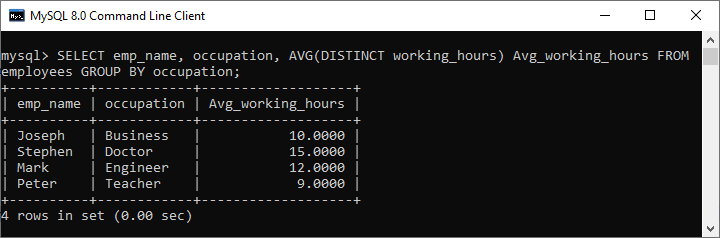 MySQL 8.0 Command Line Client
mysql> SELECT emp_name, occupation, AVG(DISTINCT working_hours) Avg_working_hours FROM
employees GROUP BY occupation;
+----------+------------+-------------------+
| emp_name | occupation | Avg_working_hours |
+----------+------------+-------------------+
| Joseph   | Business   |           10.0000 |
| Stephen  | Doctor     |           15.0000 |
| Mark     | Engineer   |           12.0000 |
| Peter    | Teacher    |            9.0000 |
+----------+------------+-------------------+
4 rows in set (0.00 sec)